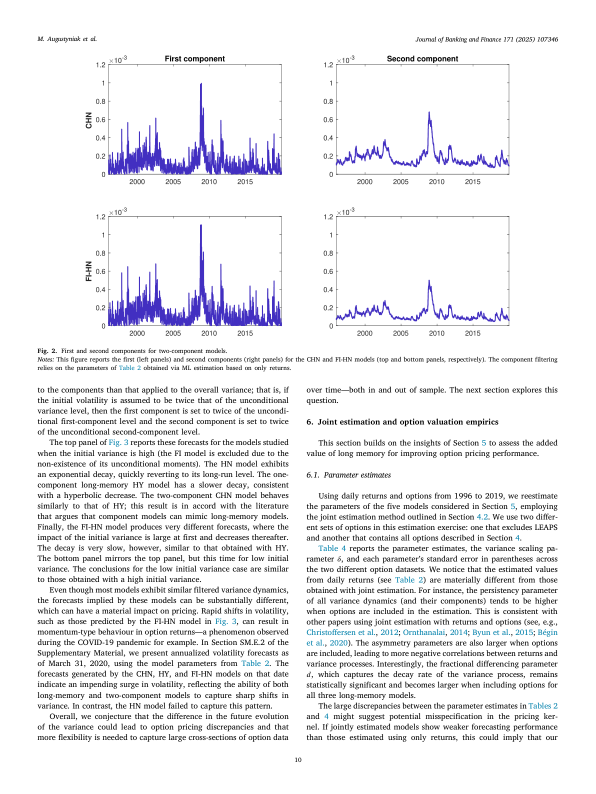 M. Augustyniak et al.
Journal of Banking and Finance 171 (2025) 107346
First component
Second component
×10⁻³
1.2
1
0.8
0.6
0.4
0.2
0
CHN
2000 2005 2010 2015
×10⁻³
1.2
1
0.8
0.6
0.4
0.2
0
2000 2005 2010 2015
×10⁻³
1.2
1
0.8
0.6
0.4
0.2
0
FI-HN
2000 2005 2010 2015
×10⁻³
1.2
1
0.8
0.6
0.4
0.2
0
2000 2005 2010 2015
Fig. 2. First and second components for two-component models.
Notes: This figure reports the first (left panels) and second components (right panels) for the CHN and FI-HN models (top and bottom panels, respectively). The component filtering
relies on the parameters of Table 2 obtained via ML estimation based on only returns.
to the components than that applied to the overall variance; that is, if
the initial volatility is assumed to be twice that of the unconditional
variance level, then the first component is set to twice of the uncondi-
tional first-component level and the second component is set to twice
of the unconditional second-component level.
The top panel of Fig. 3 reports these forecasts for the models studied
when the initial variance is high (the FI model is excluded due to the
non-existence of its unconditional moments). The HN model exhibits
an exponential decay, quickly reverting to its long-run level. The one-
component long-memory HY model has a slower decay, consistent
with a hyperbolic decrease. The two-component CHN model behaves
similarly to that of HY; this result is in accord with the literature
that argues that component models can mimic long-memory models.
Finally, the FI-HN model produces very different forecasts, where the
impact of the initial variance is large at first and decreases thereafter.
The decay is very slow, however, similar to that obtained with HY.
The bottom panel mirrors the top panel, but this time for low initial
variance. The conclusions for the low initial variance case are similar
to those obtained with a high initial variance.
Even though most models exhibit similar filtered variance dynamics,
the forecasts implied by these models can be substantially different,
which can have a material impact on pricing. Rapid shifts in volatility,
such as those predicted by the FI-HN model in Fig. 3, can result in
momentum-type behaviour in option returns—a phenomenon observed
during the COVID-19 pandemic for example. In Section SM.E.2 of the
Supplementary Material, we present annualized volatility forecasts as
of March 31, 2020, using the model parameters from Table 2. The
forecasts generated by the CHN, HY, and FI-HN models on that date
indicate an impending surge in volatility, reflecting the ability of both
long-memory and two-component models to capture sharp shifts in
variance. In contrast, the HN model failed to capture this pattern.
Overall, we conjecture that the difference in the future evolution
of the variance could lead to option pricing discrepancies and that
more flexibility is needed to capture large cross-sections of option data
over time—both in and out of sample. The next section explores this
question.
6. Joint estimation and option valuation empirics
This section builds on the insights of Section 5 to assess the added
value of long memory for improving option pricing performance.
6.1. Parameter estimates
Using daily returns and options from 1996 to 2019, we reestimate
the parameters of the five models considered in Section 5, employing
the joint estimation method outlined in Section 4.2. We use two differ-
ent sets of options in this estimation exercise: one that excludes LEAPS
and another that contains all options described in Section 4.
Table 4 reports the parameter estimates, the variance scaling pa-
rameter δ, and each parameter's standard error in parentheses across
the two different option datasets. We notice that the estimated values
from daily returns (see Table 2) are materially different from those
obtained with joint estimation. For instance, the persistency parameter
of all variance dynamics (and their components) tends to be higher
when options are included in the estimation. This is consistent with
other papers using joint estimation with returns and options (see, e.g.,
Christoffersen et al., 2012; Ornthanalai, 2014; Byun et al., 2015; Bégin
et al., 2020). The asymmetry parameters are also larger when options
are included, leading to more negative correlations between returns and
variance processes. Interestingly, the fractional differencing parameter
d, which captures the decay rate of the variance process, remains
statistically significant and becomes larger when including options for
all three long-memory models.
The large discrepancies between the parameter estimates in Tables 2
and 4 might suggest potential misspecification in the pricing ker-
nel. If jointly estimated models show weaker forecasting performance
than those estimated using only returns, this could imply that our
10